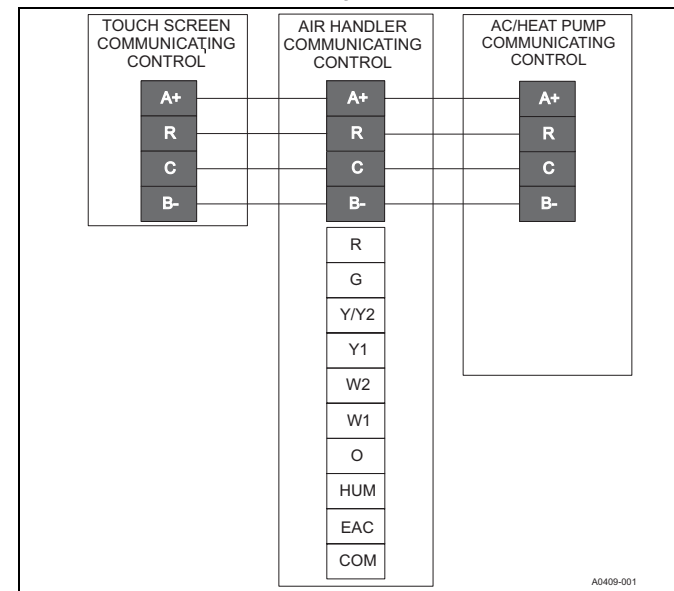 TOUCH SCREEN
COMMUNICATING
CONTROL
AIR HANDLER
COMMUNICATING
CONTROL
AC/HEAT PUMP
COMMUNICATING
CONTROL
A+ A+ A+
R R R
C C C
B- B- B-
R
G
Y/Y2
Y1
W2
W1
O
HUM
EAC
COM
A0409-001